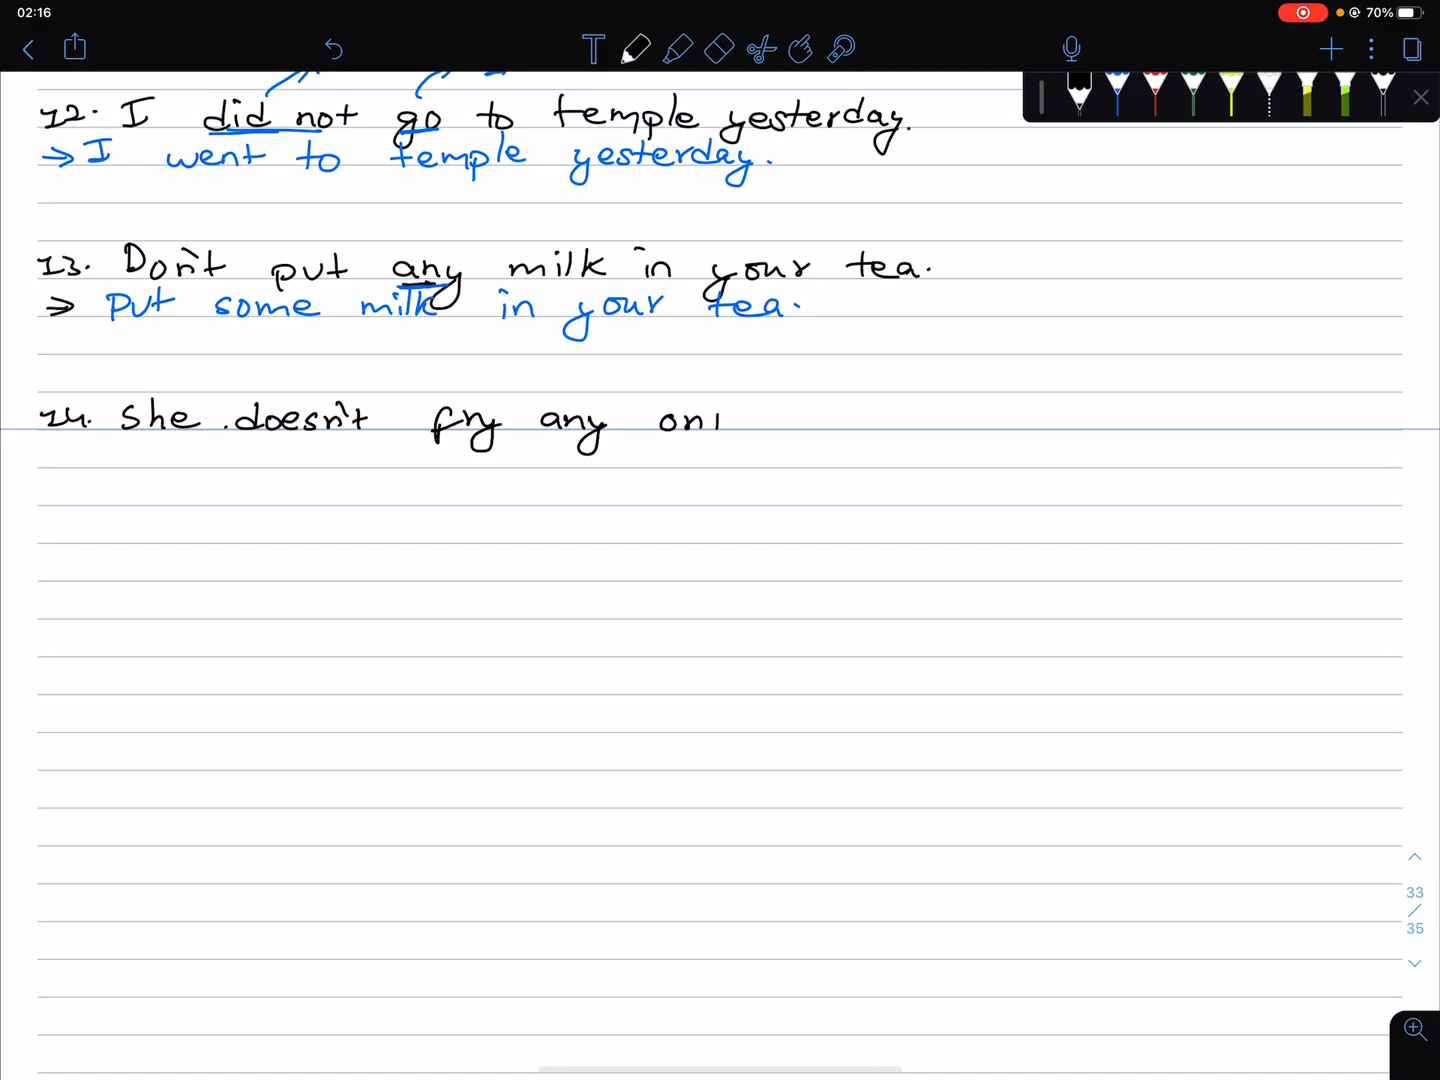 02:16
70%
12. I did not go to temple yesterday.
→ I went to temple yesterday.
13. Don't put any milk in your tea.
⇒ Put some milk in your tea.
14. She doesn't fry any oni
33
/
35